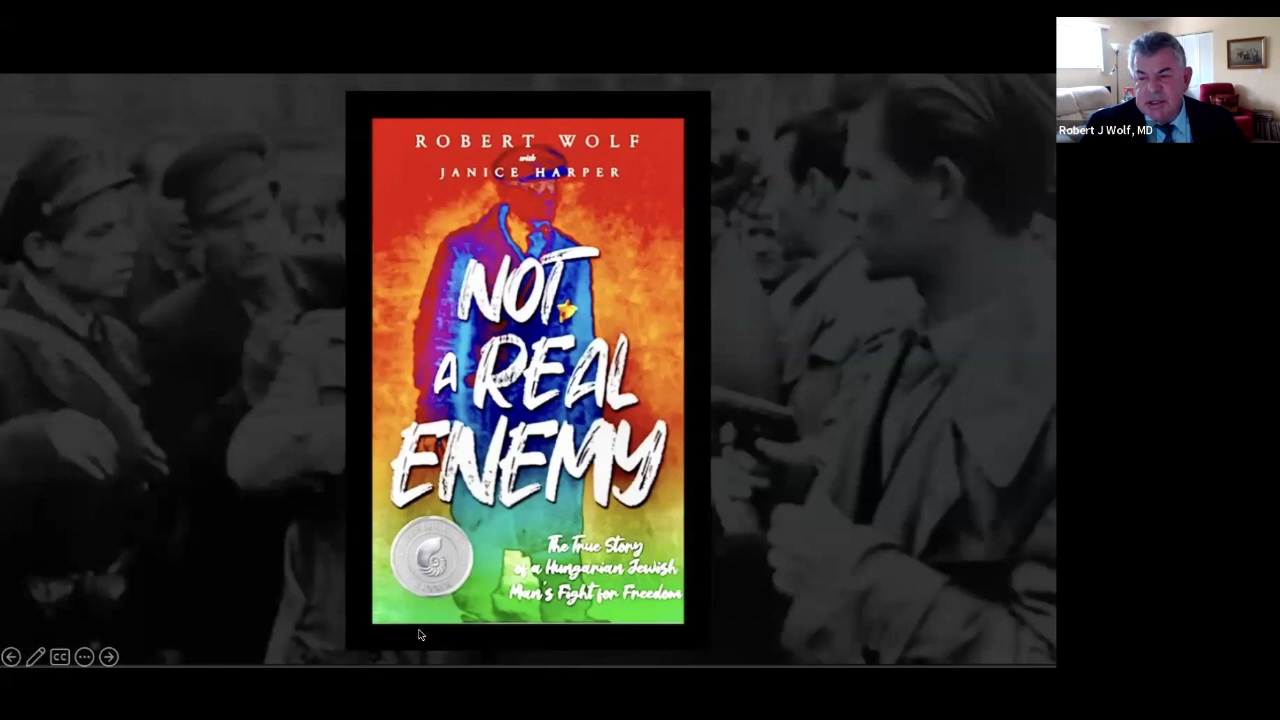 ROBERT WOLF
with
JANICE HARPER
NOT
A REAL
ENEMY
The True Story
of a Hungarian Jewish
Man's Fight for Freedom
Robert J Wolf, MD
CC